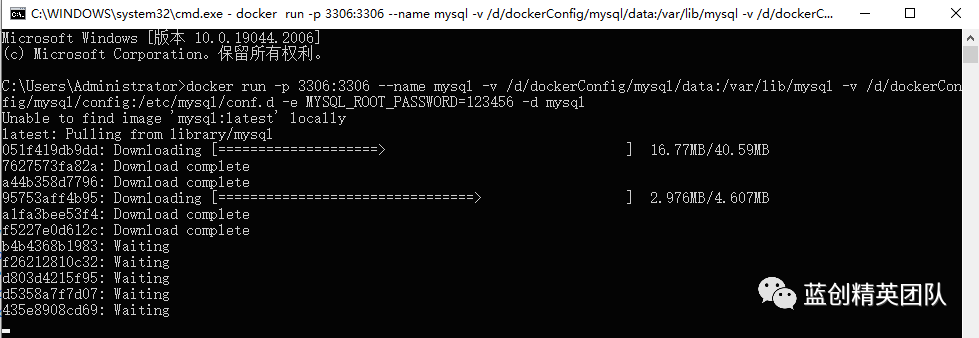 C:\WINDOWS\system32\cmd.exe - docker  run -p 3306:3306 --name mysql -v /d/dockerConfig/mysql/data:/var/lib/mysql -v /d/dockerC...
Microsoft Windows [版本 10.0.19044.2006]
(c) Microsoft Corporation。保留所有权利。
C:\Users\Administrator>docker run -p 3306:3306 --name mysql -v /d/dockerConfig/mysql/data:/var/lib/mysql -v /d/dockerCon
fig/mysql/config:/etc/mysql/conf.d -e MYSQL_ROOT_PASSWORD=123456 -d mysql
Unable to find image 'mysql:latest' locally
latest: Pulling from library/mysql
051f419db9dd: Downloading [====================>                              ]  16.77MB/40.59MB
7627573fa82a: Download complete
a44b358d7796: Download complete
95753aff4b95: Downloading [================================>                  ]  2.976MB/4.607MB
a1fa3bee53f4: Download complete
f5227e0d612c: Download complete
b4b4368b1983: Waiting
f26212810c32: Waiting
d803d4215f95: Waiting
d5358a7f7d07: Waiting
435e8908cd69: Waiting
蓝创精英团队